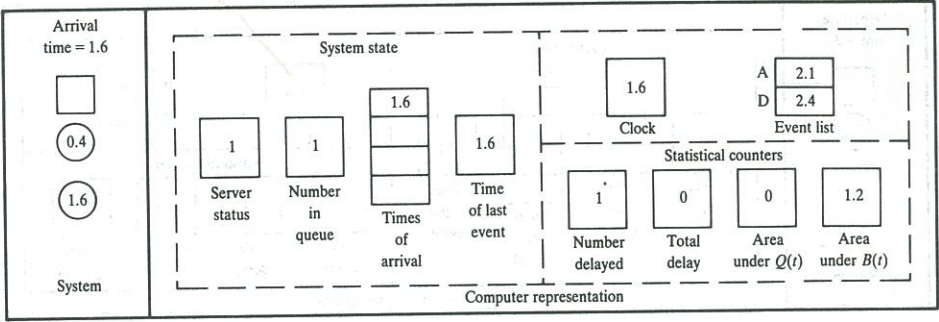 Arrival
time = 1.6
0.4
1.6
System
System state
1
Server
status
1
Number
in
queue
1.6
Times
of
arrival
1.6
Time
of last
event
1.6
Clock
A 2.1
D 2.4
Event list
Statistical counters
1
Number
delayed
0
Total
delay
0
Area
under Q(t)
1.2
Area
under B(t)
Computer representation